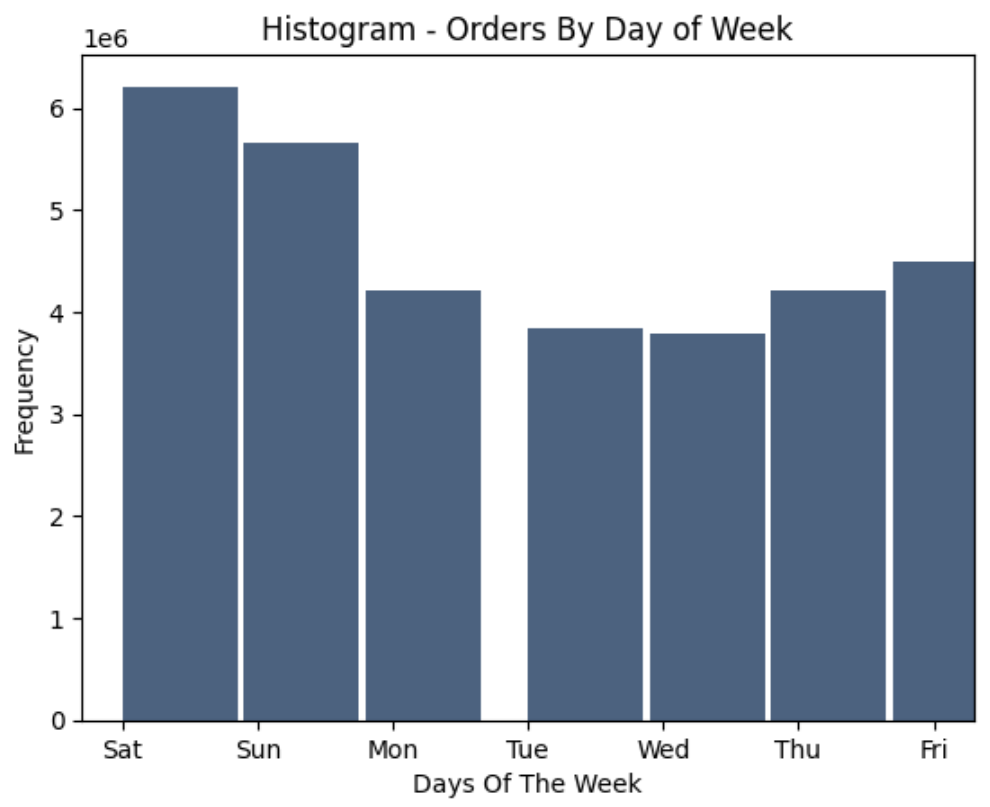 Histogram - Orders By Day of Week
1e6
6
5
4
3
2
1
0
Frequency
Sat Sun Mon Tue Wed Thu Fri
Days Of The Week